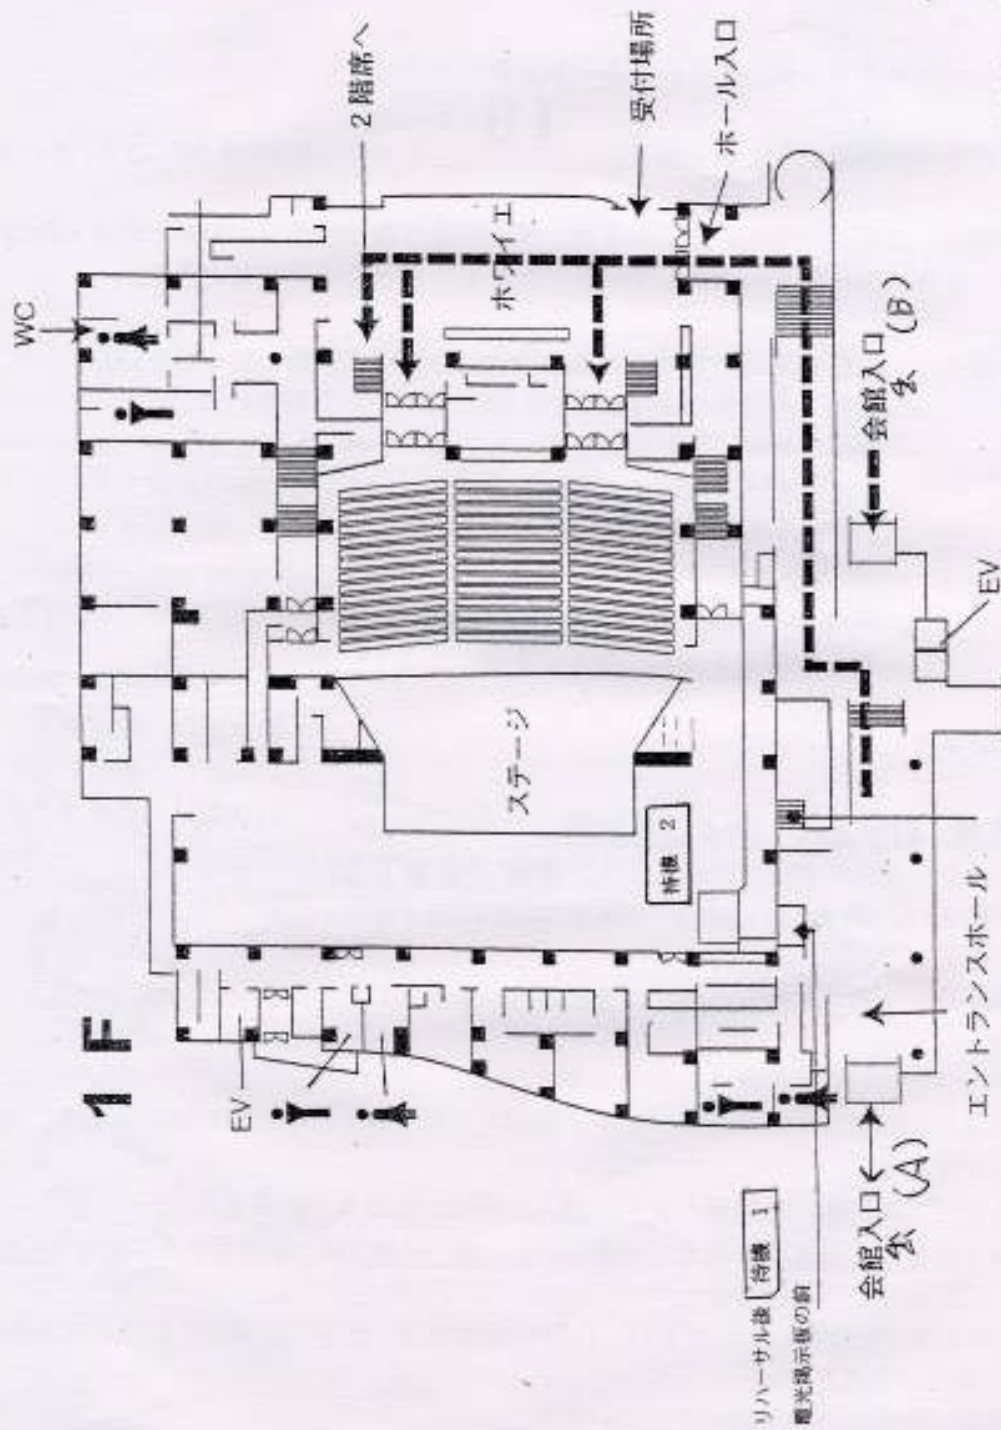 1F
WC
2階席へ
受付場所
ホール入口
ホワイエ
ステージ
待機 2
EV
会館入口
(B)
EV
エントランスホール
会館入口
(A)
リハーサル後 待機 1
電光掲示板の前